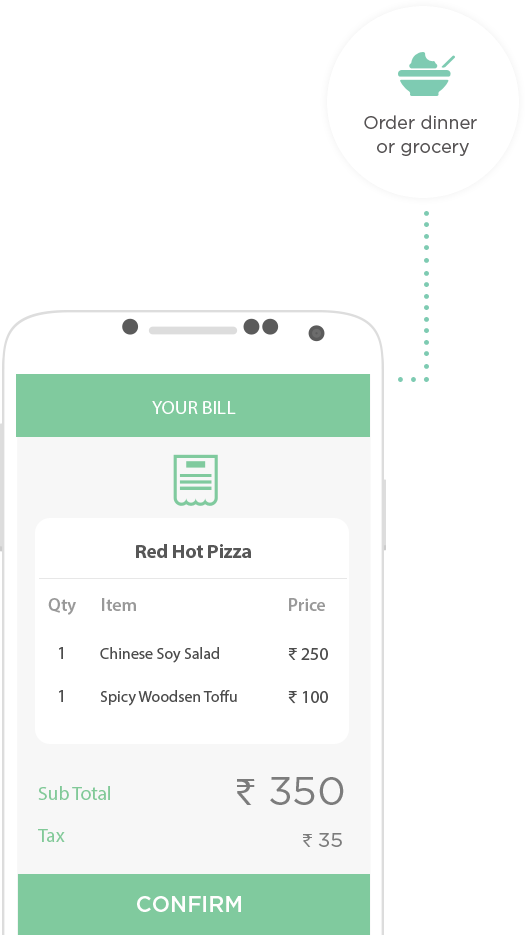 Order dinner
or grocery
YOUR BILL
Red Hot Pizza
Qty Item Price
1 Chinese Soy Salad ₹ 250
1 Spicy Woodsen Toffu ₹ 100
Sub Total ₹ 350
Tax ₹ 35
CONFIRM